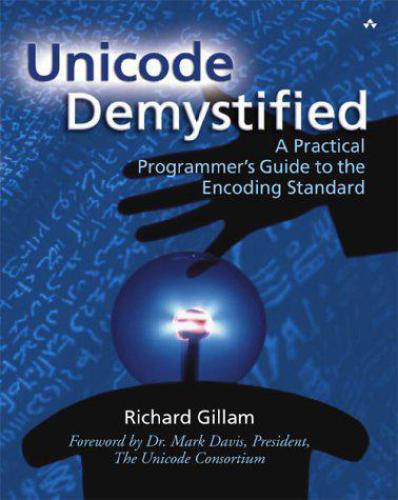 Unicode
Demystified
A Practical
Programmer's Guide to the
Encoding Standard
Richard Gillam
Foreword by Dr. Mark Davis, President,
The Unicode Consortium